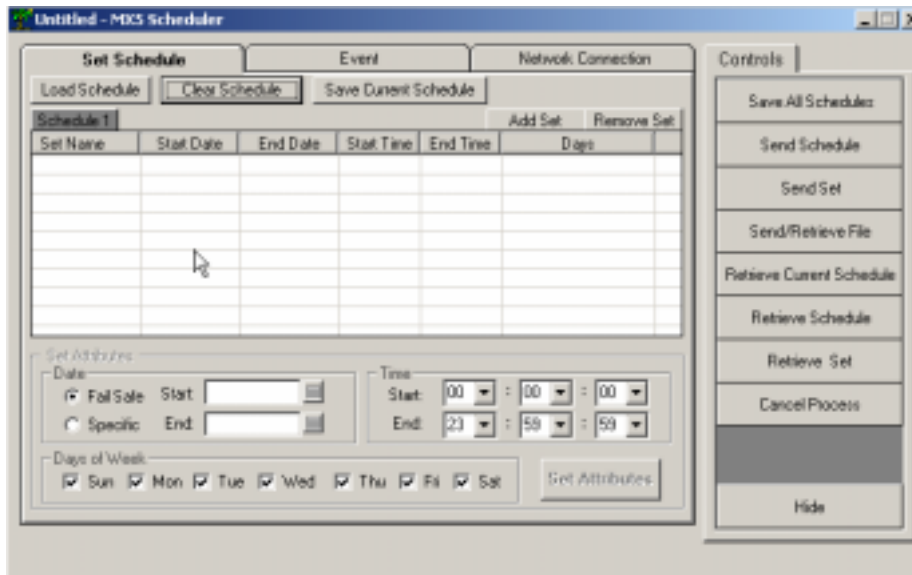 Untitled - MXS Scheduler
Set Schedule Event Network Connection
Load Schedule Clear Schedule Save Current Schedule
Schedule 1 Add Set Remove Set
Set Name Start Date End Date Start Time End Time Days
Set Attributes
Date
Fail Safe Start
Specific End
Time
Start: 00 : 00 : 00
End: 23 : 59 : 59
Days of Week
Sun Mon Tue Wed Thu Fri Sat
Set Attributes
Controls
Save All Schedules
Send Schedule
Send Set
Send/Retrieve File
Retrieve Current Schedule
Retrieve Schedule
Retrieve Set
Cancel Process
Hide